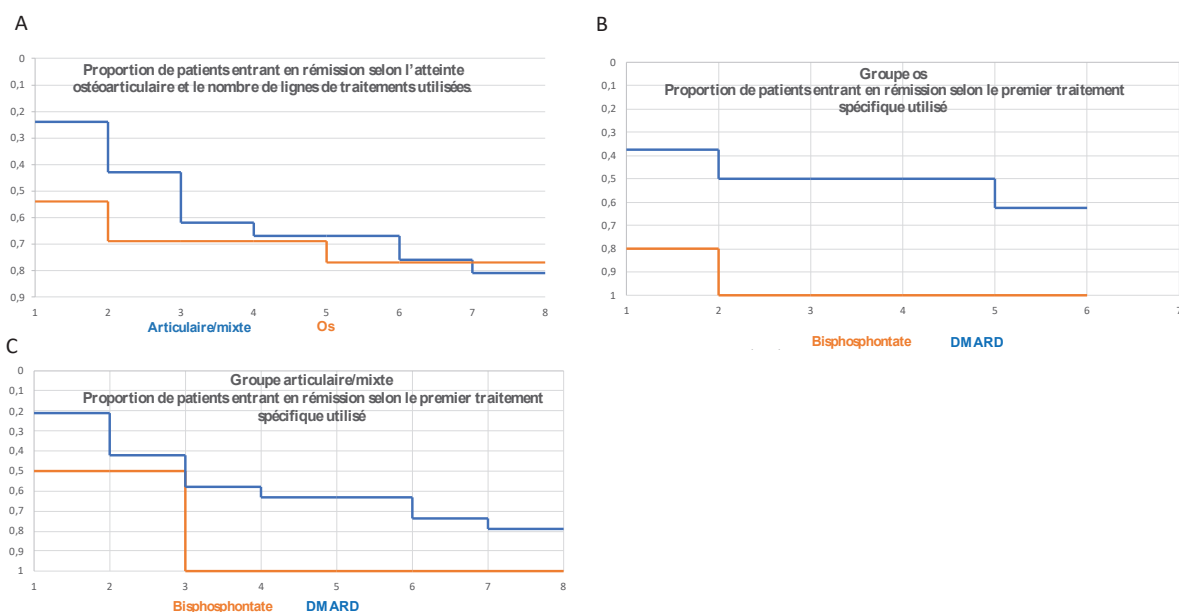 A
0
0,1
0,2
0,3
0,4
0,5
0,6
0,7
0,8
0,9
Proportion de patients entrant en rémission selon l'atteinte
ostéoarticulaire et le nombre de lignes de traitements utilisées.
1 2 3 4 5 6 7 8
Articulaire/mixte Os
B
0
0,1
0,2
0,3
0,4
0,5
0,6
0,7
0,8
0,9
1
Groupe os
Proportion de patients entrant en rémission selon le premier traitement
spécifique utilisé
1 2 3 4 5 6 7
Bisphosphontate DMARD
C
0
0,1
0,2
0,3
0,4
0,5
0,6
0,7
0,8
0,9
1
Groupe articulaire/mixte
Proportion de patients entrant en rémission selon le premier traitement
spécifique utilisé
1 2 3 4 5 6 7 8
Bisphosphontate DMARD